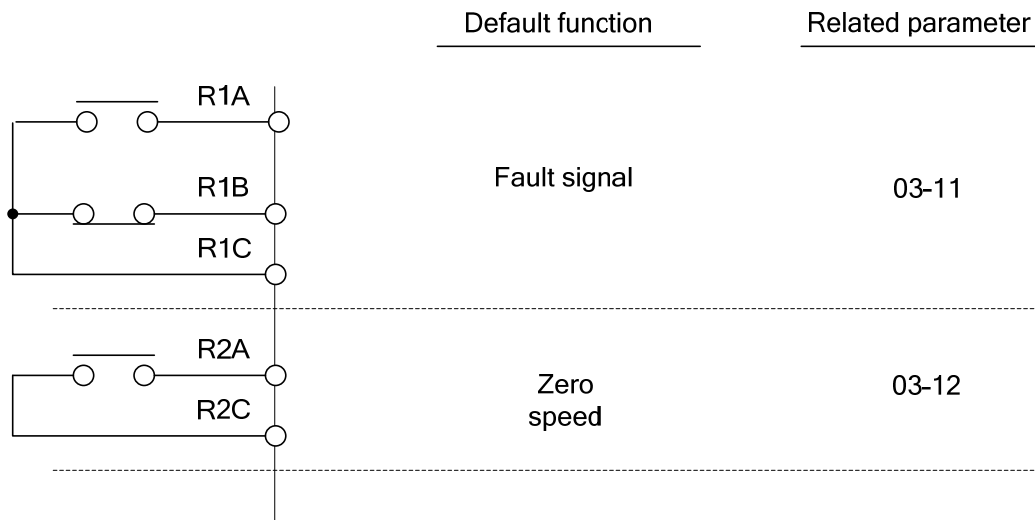 Default function Related parameter
R1A
Fault signal 03-11
R1B
R1C
R2A
Zero 03-12
speed
R2C